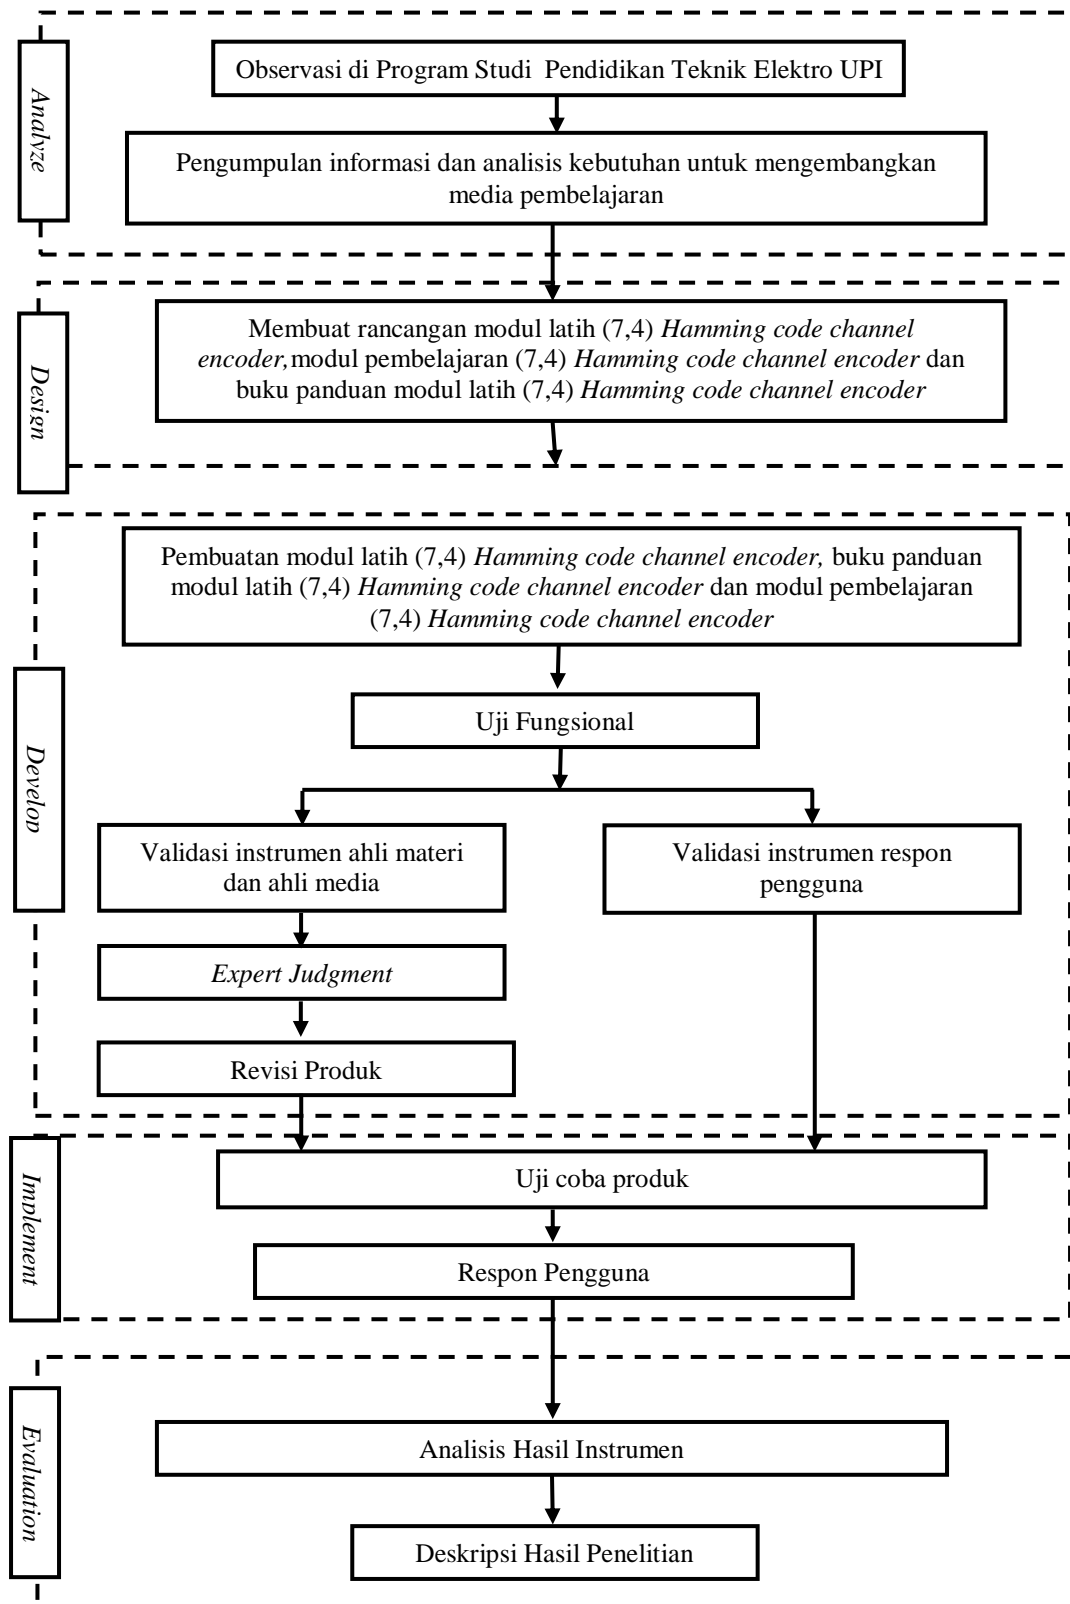 Analyze
Observasi di Program Studi Pendidikan Teknik Elektro UPI
Pengumpulan informasi dan analisis kebutuhan untuk mengembangkan
media pembelajaran
Design
Membuat rancangan modul latih (7,4) Hamming code channel
encoder,modul pembelajaran (7,4) Hamming code channel encoder dan
buku panduan modul latih (7,4) Hamming code channel encoder
Develop
Pembuatan modul latih (7,4) Hamming code channel encoder, buku panduan
modul latih (7,4) Hamming code channel encoder dan modul pembelajaran
(7,4) Hamming code channel encoder
Uji Fungsional
Validasi instrumen ahli materi
dan ahli media
Validasi instrumen respon
pengguna
Expert Judgment
Revisi Produk
Implement
Uji coba produk
Respon Pengguna
Evaluation
Analisis Hasil Instrumen
Deskripsi Hasil Penelitian